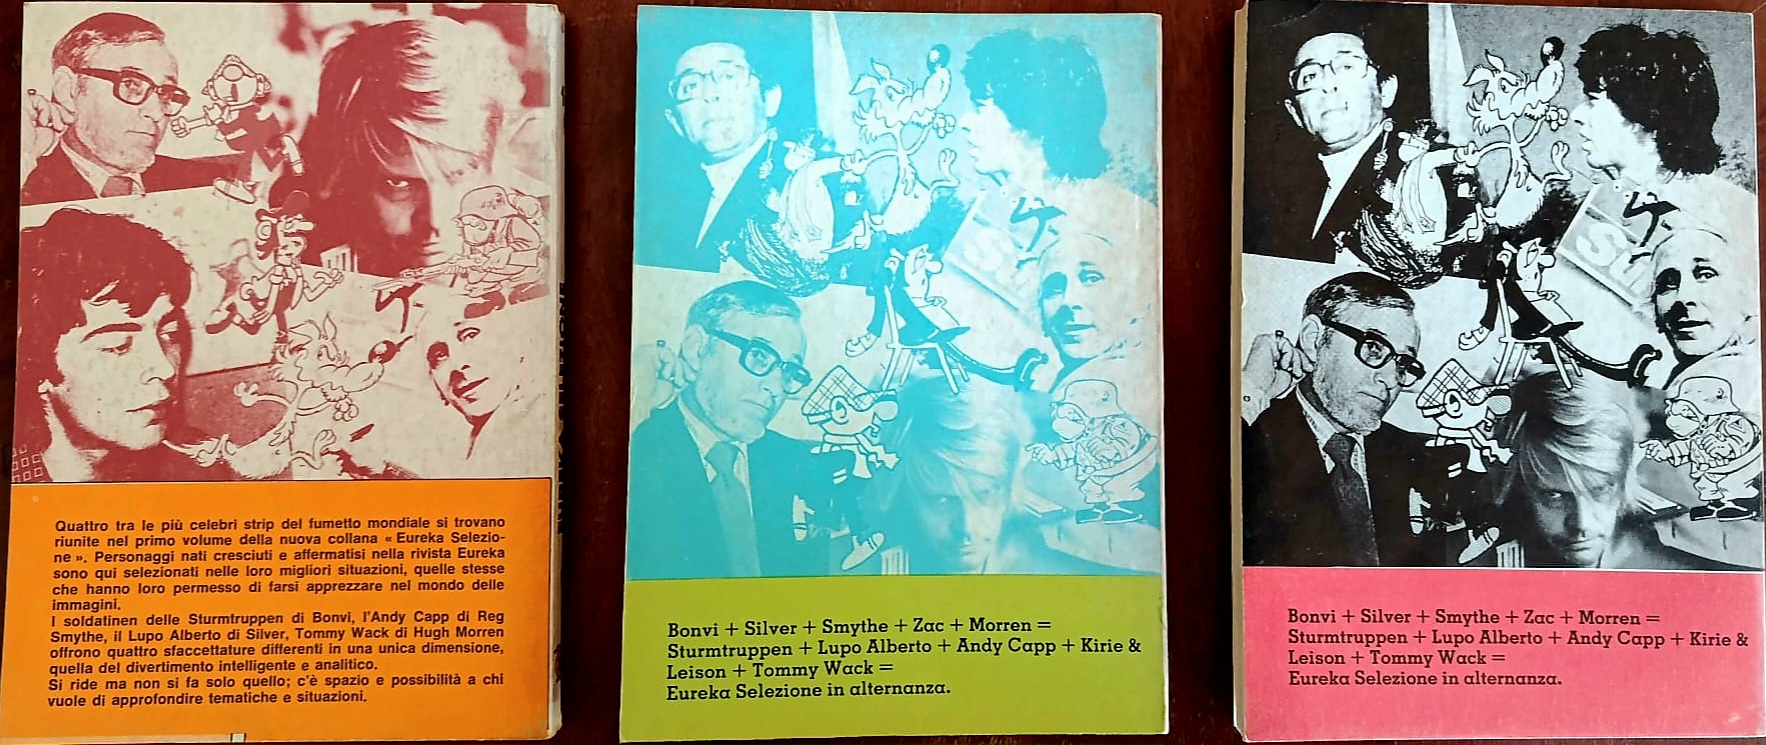 Quattro tra le più celebri strip del fumetto mondiale si trovano
riunite nel primo volume della nuova collana « Eureka Selezio-
ne ». Personaggi nati cresciuti e affermatisi nella rivista Eureka
sono qui selezionati nelle loro migliori situazioni, quelle stesse
che hanno loro permesso di farsi apprezzare nel mondo delle
immagini.
I soldatinen delle Sturmtruppen di Bonvi, l'Andy Capp di Reg
Smythe, il Lupo Alberto di Silver, Tommy Wack di Hugh Morren
offrono quattro sfaccettature differenti in una unica dimensione,
quella del divertimento intelligente e analitico.
Si ride ma non si fa solo quello; c'è spazio e possibilità a chi
vuole di approfondire tematiche e situazioni.
Bonvi + Silver + Smythe + Zac + Morren =
Sturmtruppen + Lupo Alberto + Andy Capp + Kirie &
Leison + Tommy Wack =
Eureka Selezione in alternanza.
Bonvi + Silver + Smythe + Zac + Morren =
Sturmtruppen + Lupo Alberto + Andy Capp + Kirie &
Leison + Tommy Wack =
Eureka Selezione in alternanza.